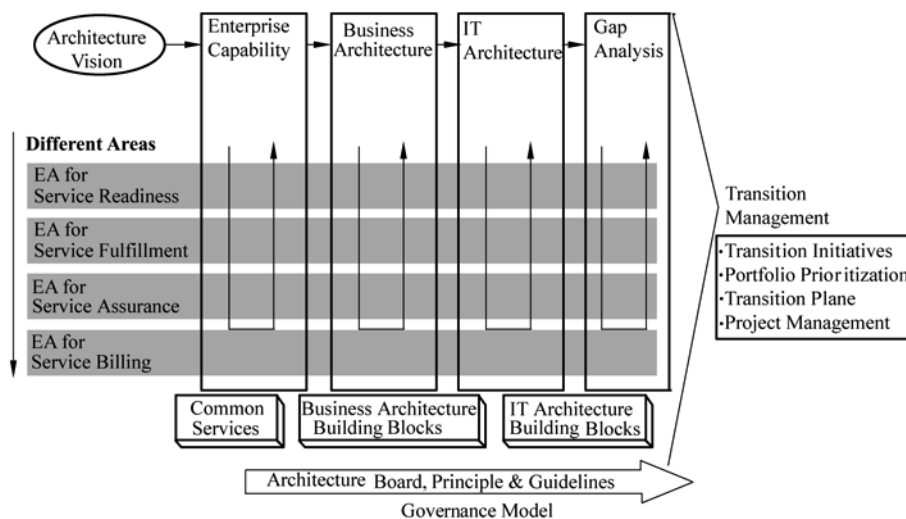 Architecture
Vision
Enterprise
Capability
Business
Architecture
IT
Architecture
Gap
Analysis
Different Areas
EA for
Service Readiness
EA for
Service Fulfillment
EA for
Service Assurance
EA for
Service Billing
Transition
Management
·Transition Initiatives
·Portfolio Prioritization
·Transition Plane
·Project Management
Common
Services
Business Architecture
Building Blocks
IT Architecture
Building Blocks
Architecture Board, Principle & Guidelines
Governance Model